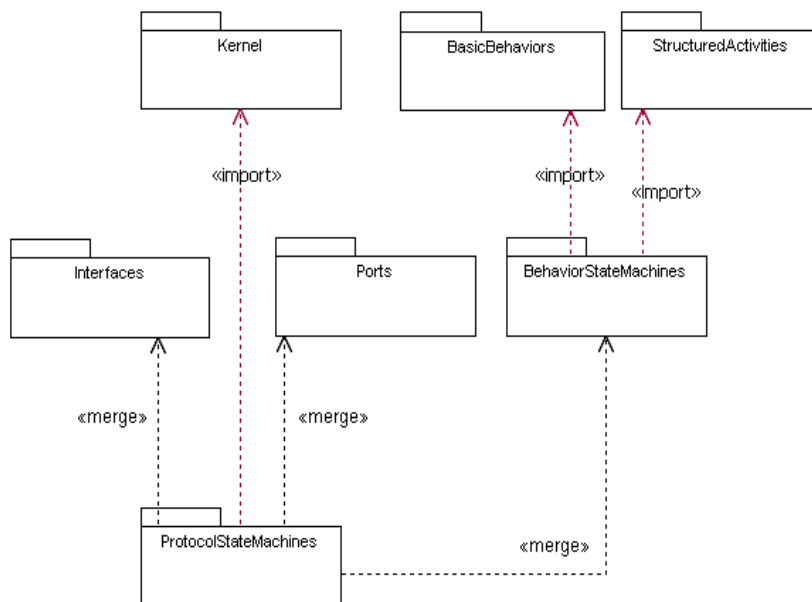 Kernel
BasicBehaviors
StructuredActivities
«import»
«import»
«import»
Interfaces
Ports
BehaviorStateMachines
«merge»
«merge»
ProtocolStateMachines
«merge»